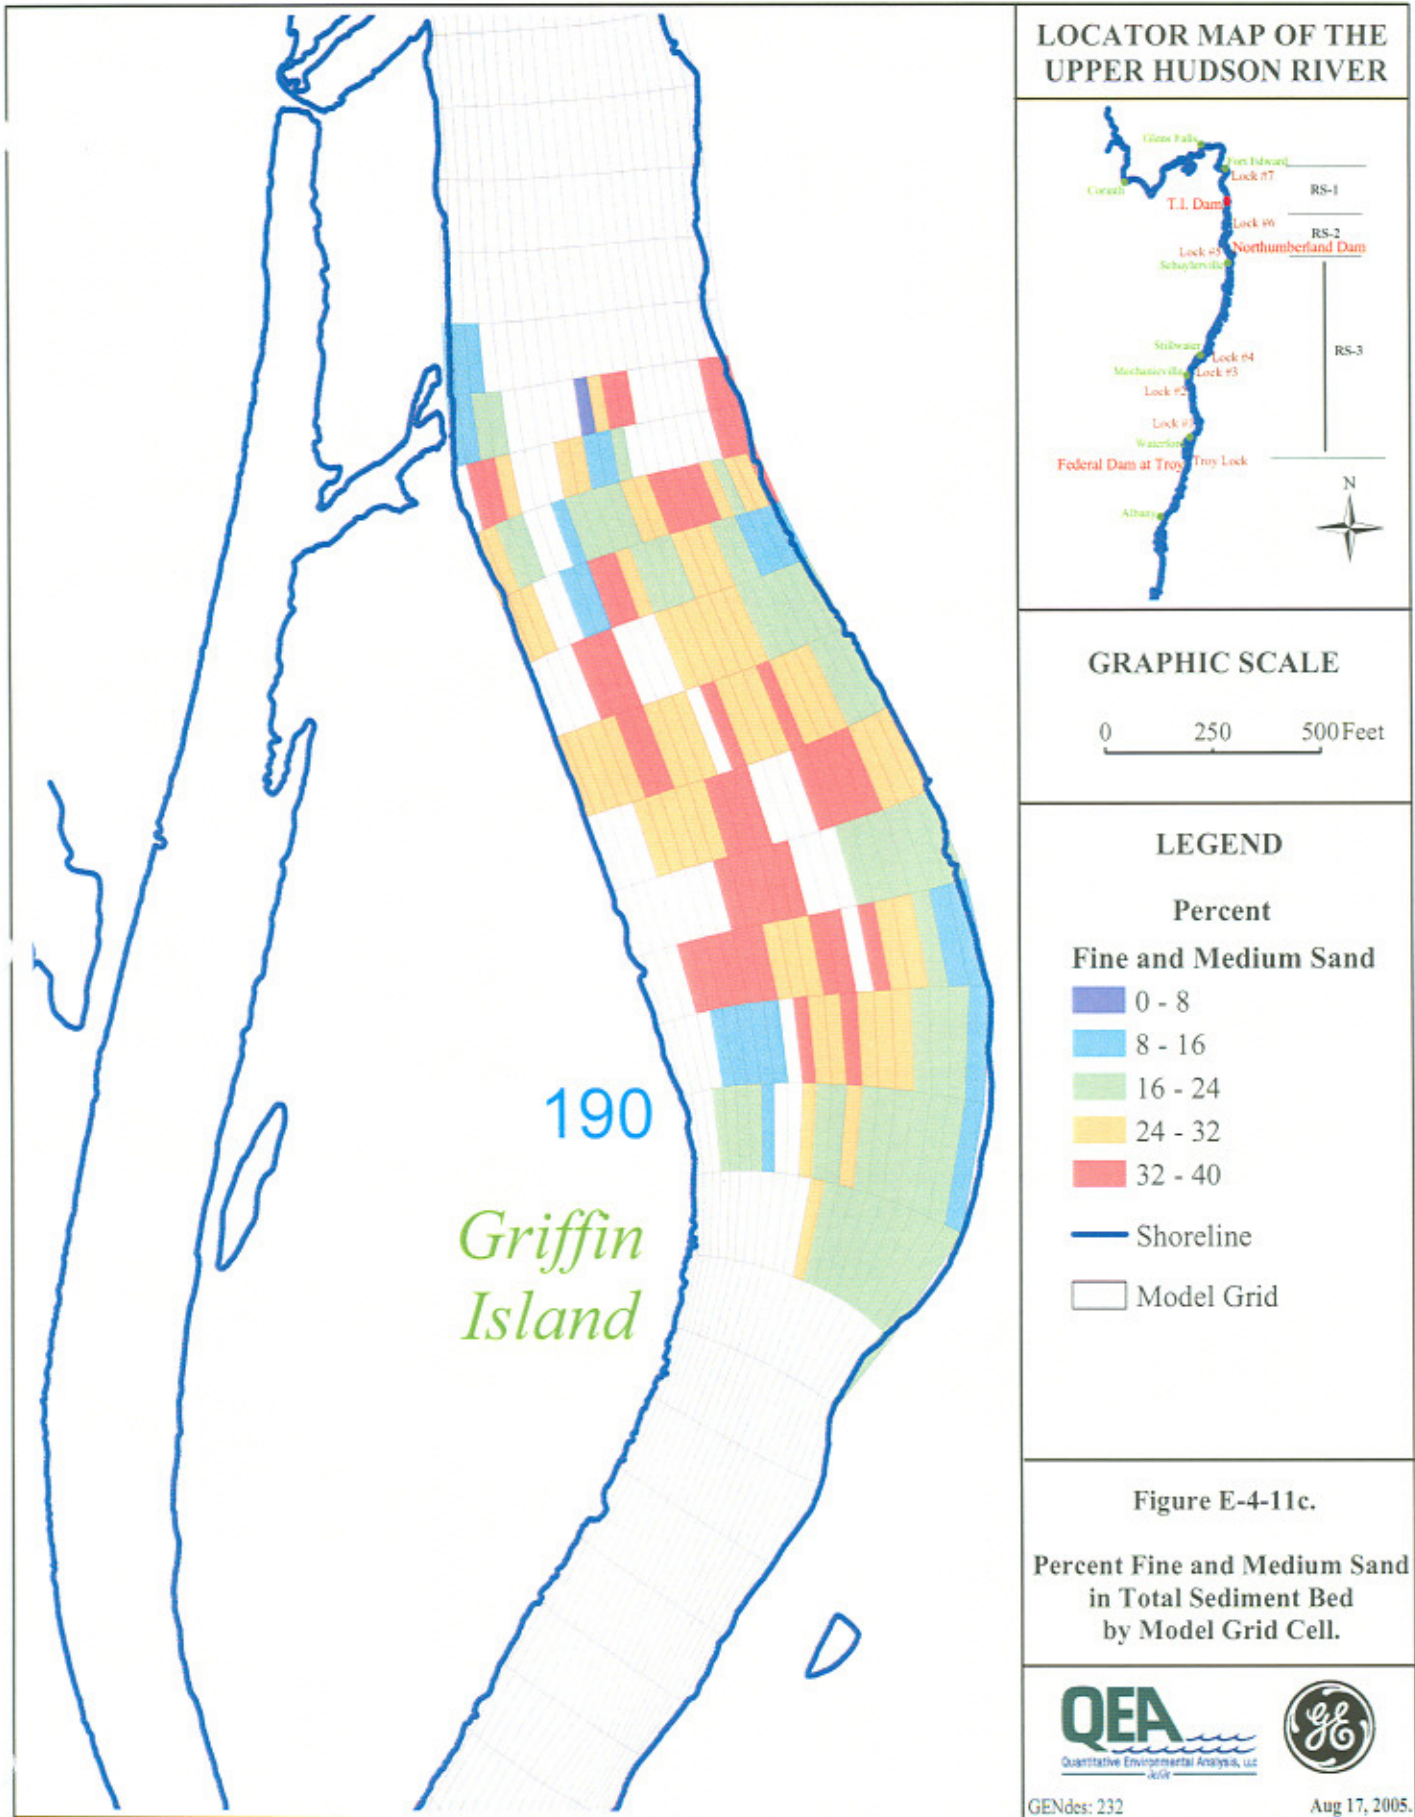 190
Griffin
Island
LOCATOR MAP OF THE
UPPER HUDSON RIVER
Glens Falls
Fort Edward
Lock #7
Corinth
RS-1
T.I. Dam
Lock #6
RS-2
Northumberland Dam
Lock #5
Schuylerville
Stillwater
Lock #4
RS-3
Mechanicville
Lock #3
Lock #2
Lock #1
Waterford
Federal Dam at Troy
Troy Lock
N
Albany
GRAPHIC SCALE
0 250 500 Feet
LEGEND
Percent
Fine and Medium Sand
0 - 8
8 - 16
16 - 24
24 - 32
32 - 40
Shoreline
Model Grid
Figure E-4-11c.
Percent Fine and Medium Sand
in Total Sediment Bed
by Model Grid Cell.
QEA
Quantitative Environmental Analysis, LLC
GE
GENdes: 232
Aug 17, 2005.